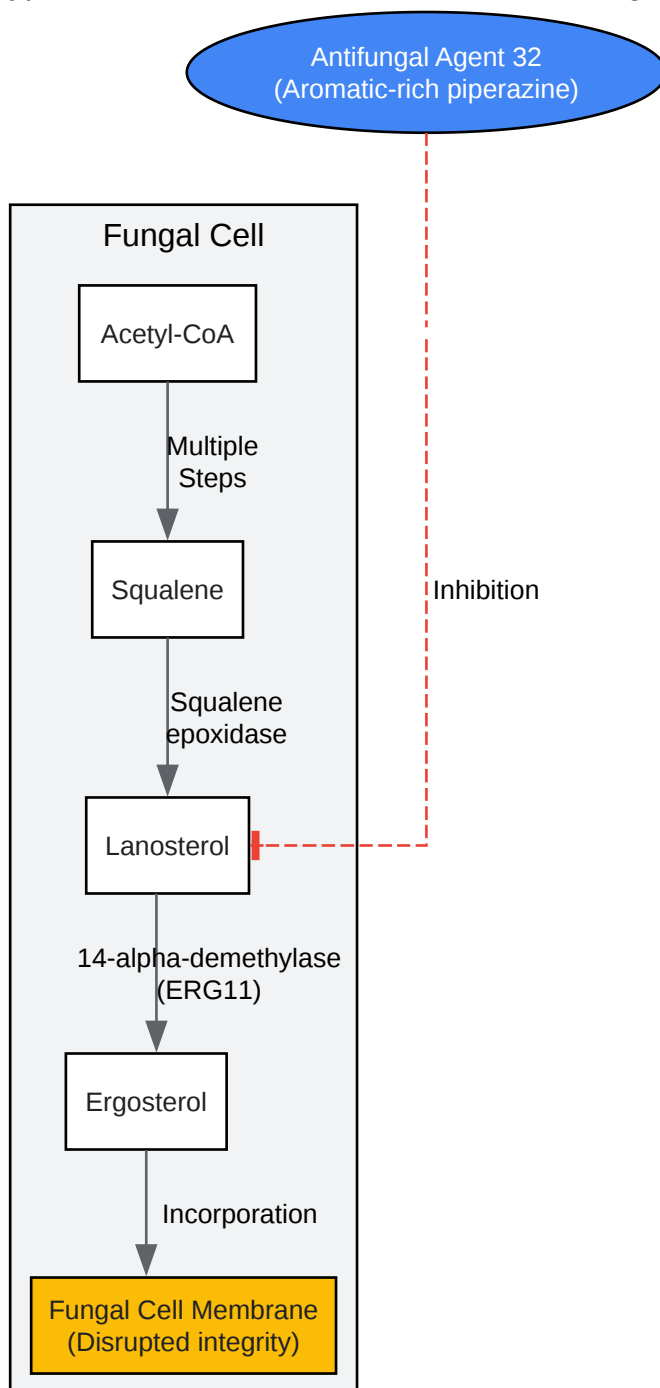 Antifungal Agent 32
(Aromatic-rich piperazine)
Fungal Cell
Acetyl-CoA
Multiple
Steps
Squalene
Inhibition
Squalene
epoxidase
Lanosterol
14-alpha-demethylase
(ERG11)
Ergosterol
Incorporation
Fungal Cell Membrane
(Disrupted integrity)